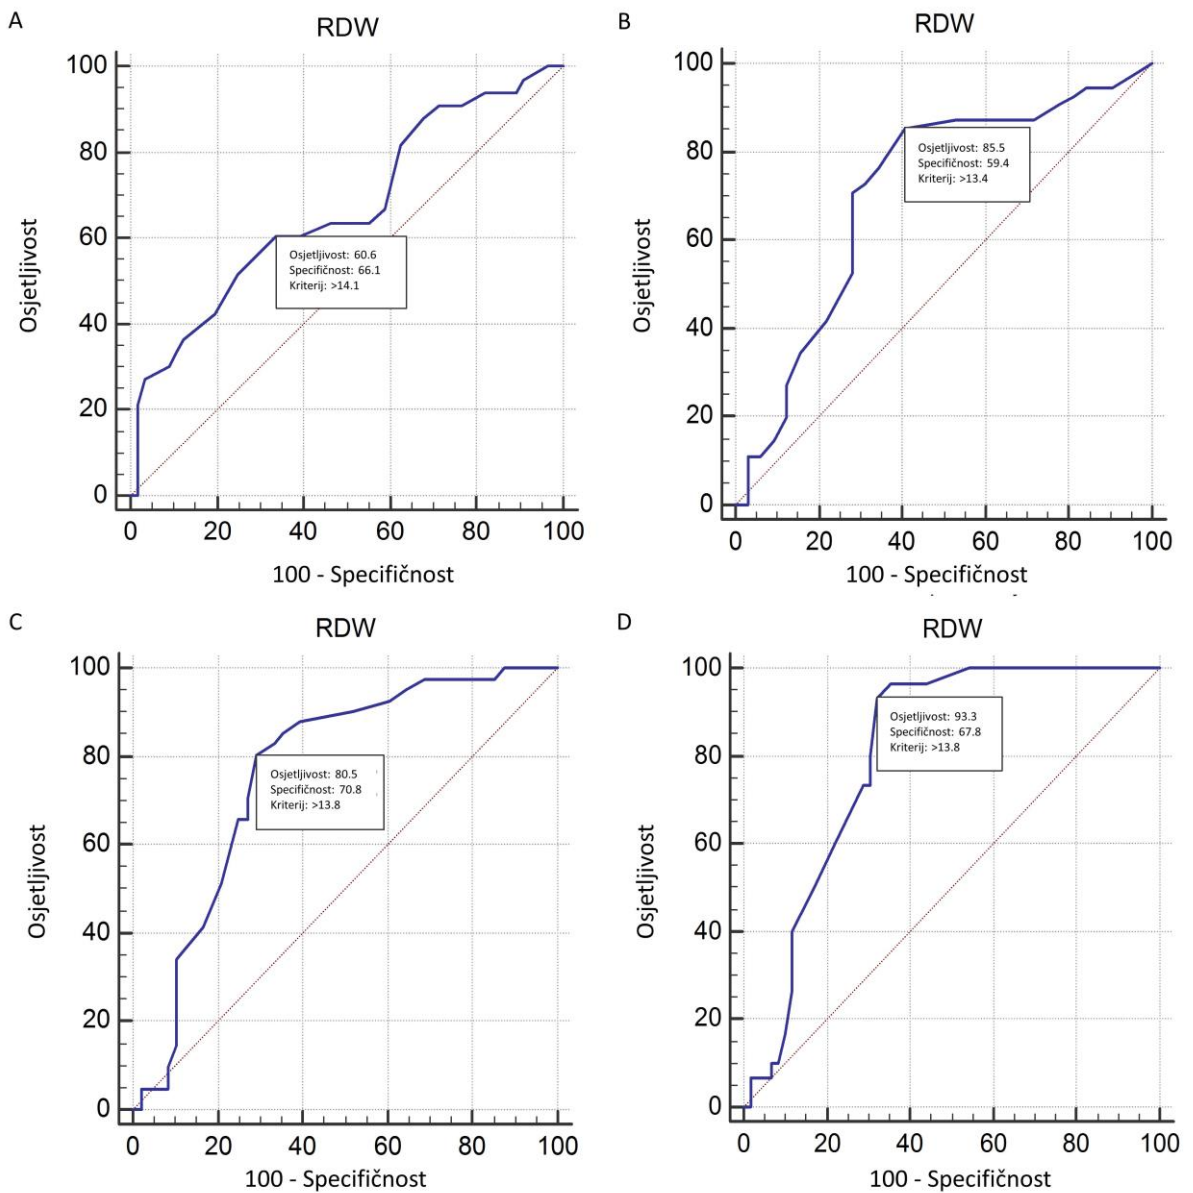 A
RDW
100
80
60
40
20
0
Osjetljivost
Osjetljivost: 60.6
Specifičnost: 66.1
Kriterij: >14.1
0 20 40 60 80 100
100 - Specifičnost
B
RDW
100
80
60
40
20
0
Osjetljivost
Osjetljivost: 85.5
Specifičnost: 59.4
Kriterij: >13.4
0 20 40 60 80 100
100 - Specifičnost
C
RDW
100
80
60
40
20
0
Osjetljivost
Osjetljivost: 80.5
Specifičnost: 70.8
Kriterij: >13.8
0 20 40 60 80 100
100 - Specifičnost
D
RDW
100
80
60
40
20
0
Osjetljivost
Osjetljivost: 93.3
Specifičnost: 67.8
Kriterij: >13.8
0 20 40 60 80 100
100 - Specifičnost